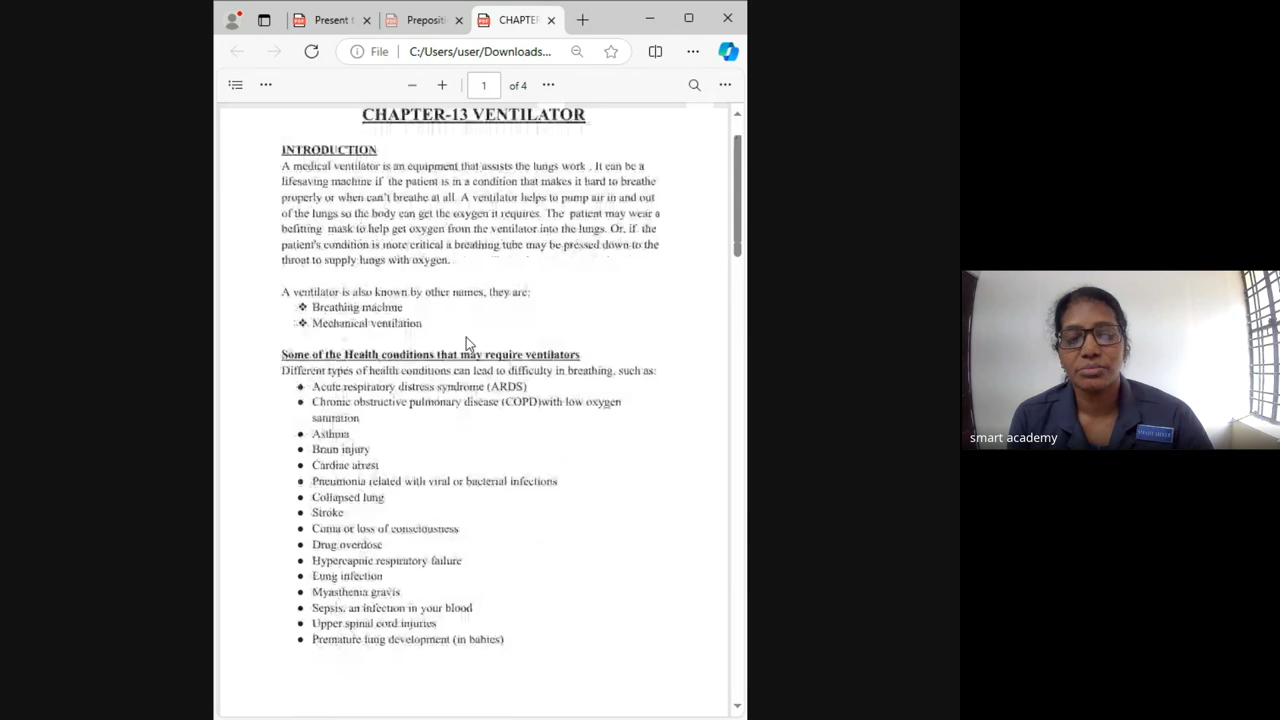 Present
Prepositi
CHAPTER
File
C:/Users/user/Downloads...
1 of 4
CHAPTER-13 VENTILATOR
INTRODUCTION
A medical ventilator is an equipment that assists the lungs work . It can be a
lifesaving machine if the patient is in a condition that makes it hard to breathe
properly or when can't breathe at all. A ventilator helps to pump air in and out
of the lungs so the body can get the oxygen it requires. The patient may wear a
befitting mask to help get oxygen from the ventilator into the lungs. Or, if the
patient's condition is more critical a breathing tube may be pressed down to the
throat to supply lungs with oxygen.
A ventilator is also known by other names, they are:
❖ Breathing machine
❖ Mechanical ventilation
Some of the Health conditions that may require ventilators
Different types of health conditions can lead to difficulty in breathing, such as:
● Acute respiratory distress syndrome (ARDS)
● Chronic obstructive pulmonary disease (COPD)with low oxygen
saturation
● Asthma
● Brain injury
● Cardiac arrest
● Pneumonia related with viral or bacterial infections
● Collapsed lung
● Stroke
● Coma or loss of consciousness
● Drug overdose
● Hypercapnic respiratory failure
● Lung infection
● Myasthenia gravis
● Sepsis, an infection in your blood
● Upper spinal cord injuries
● Premature lung development (in babies)
smart academy